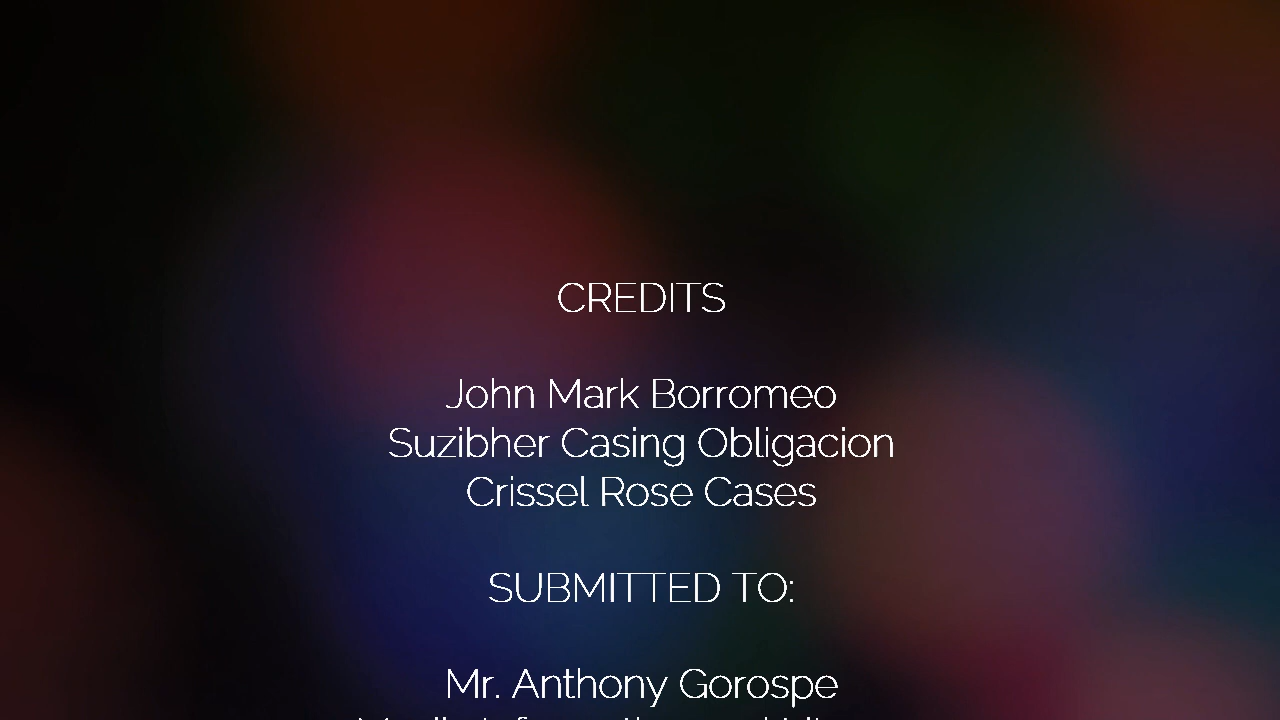 CREDITS
John Mark Borromeo
Suzibher Casing Obligacion
Crissel Rose Cases
SUBMITTED TO:
Mr. Anthony Gorospe